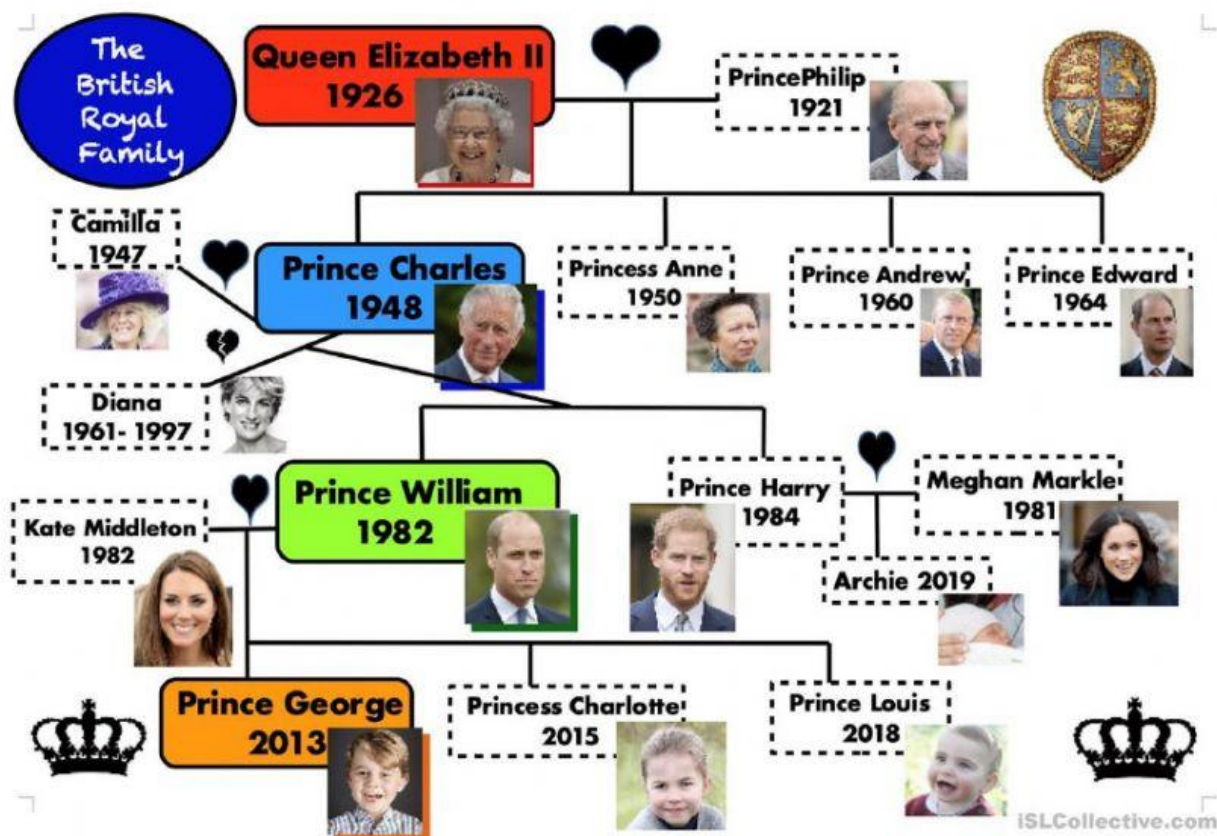 The
British
Royal
Family
Queen Elizabeth II
1926
PrincePhilip
1921
Camilla
1947
Prince Charles
1948
Princess Anne
1950
Prince Andrew
1960
Prince Edward
1964
Diana
1961- 1997
Kate Middleton
1982
Prince William
1982
Prince Harry
1984
Meghan Markle
1981
Archie 2019
Prince George
2013
Princess Charlotte
2015
Prince Louis
2018
iSLCollective.com